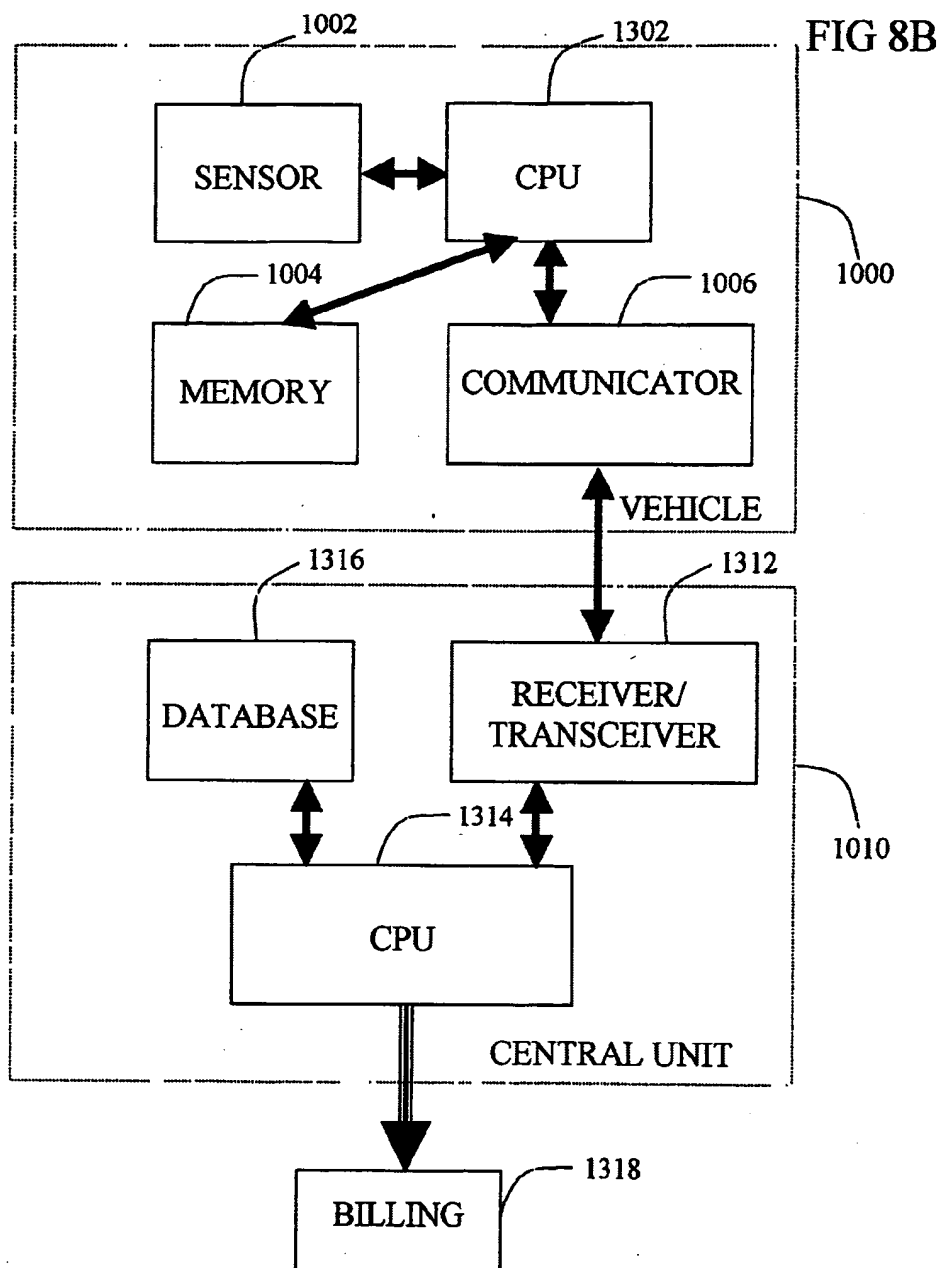 FIG 8B
1002
1302
SENSOR
CPU
1000
1004
1006
MEMORY
COMMUNICATOR
VEHICLE
1316
1312
DATABASE
RECEIVER/
TRANSCEIVER
1314
1010
CPU
CENTRAL UNIT
1318
BILLING